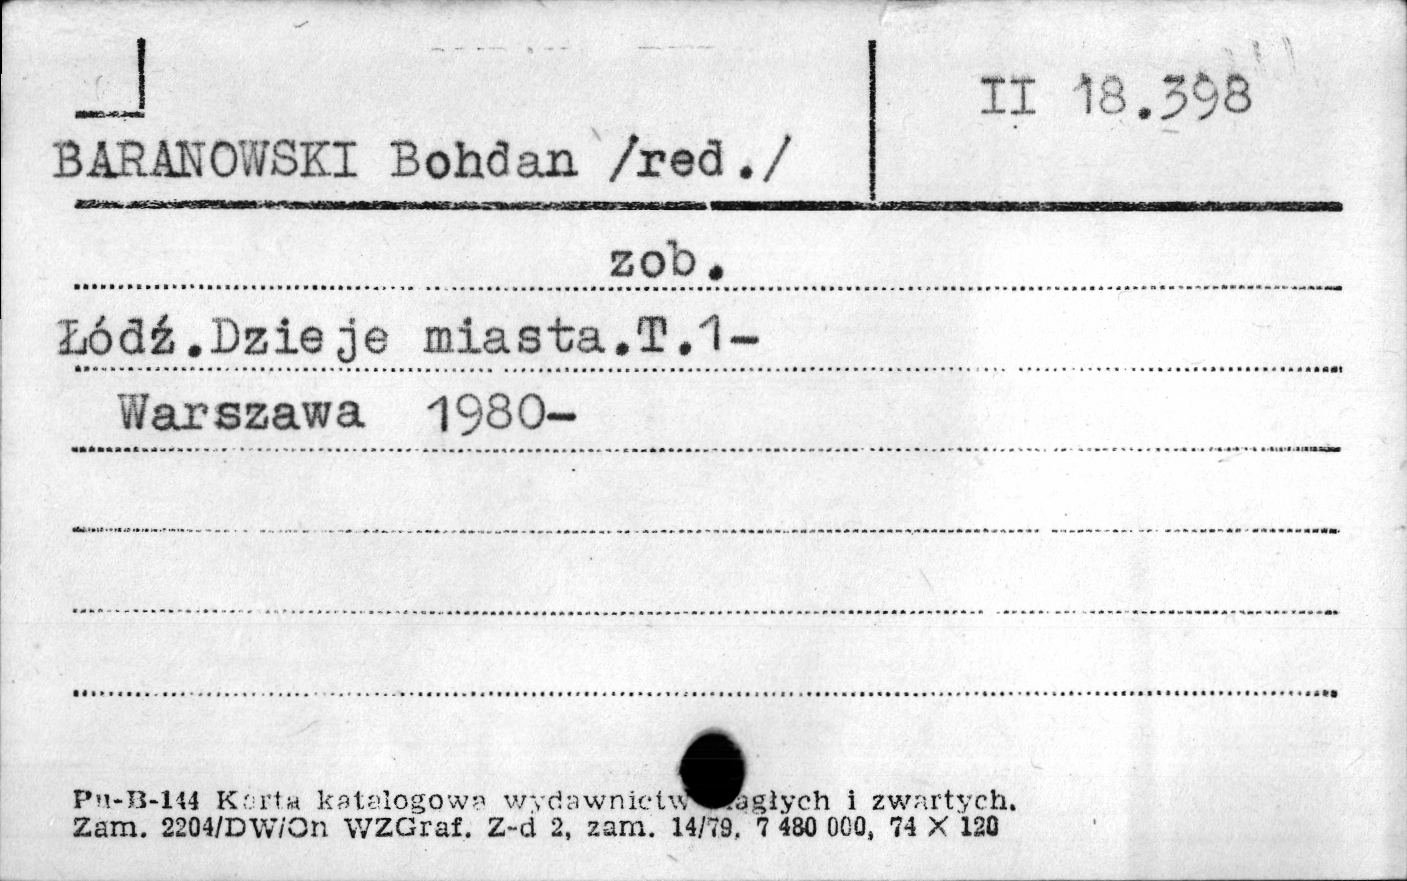 II 18.398
BARANOWSKI Bohdan /red./
zob.
Łódź.Dzieje miasta.T.1-
Warszawa 1980-
Pu-B-144 Karta katalogowa wydawnictw ciągłych i zwartych.
Zam. 2204/DW/On WZGraf. Z-d 2, zam. 14/79, 7 480 000, 74 X 120